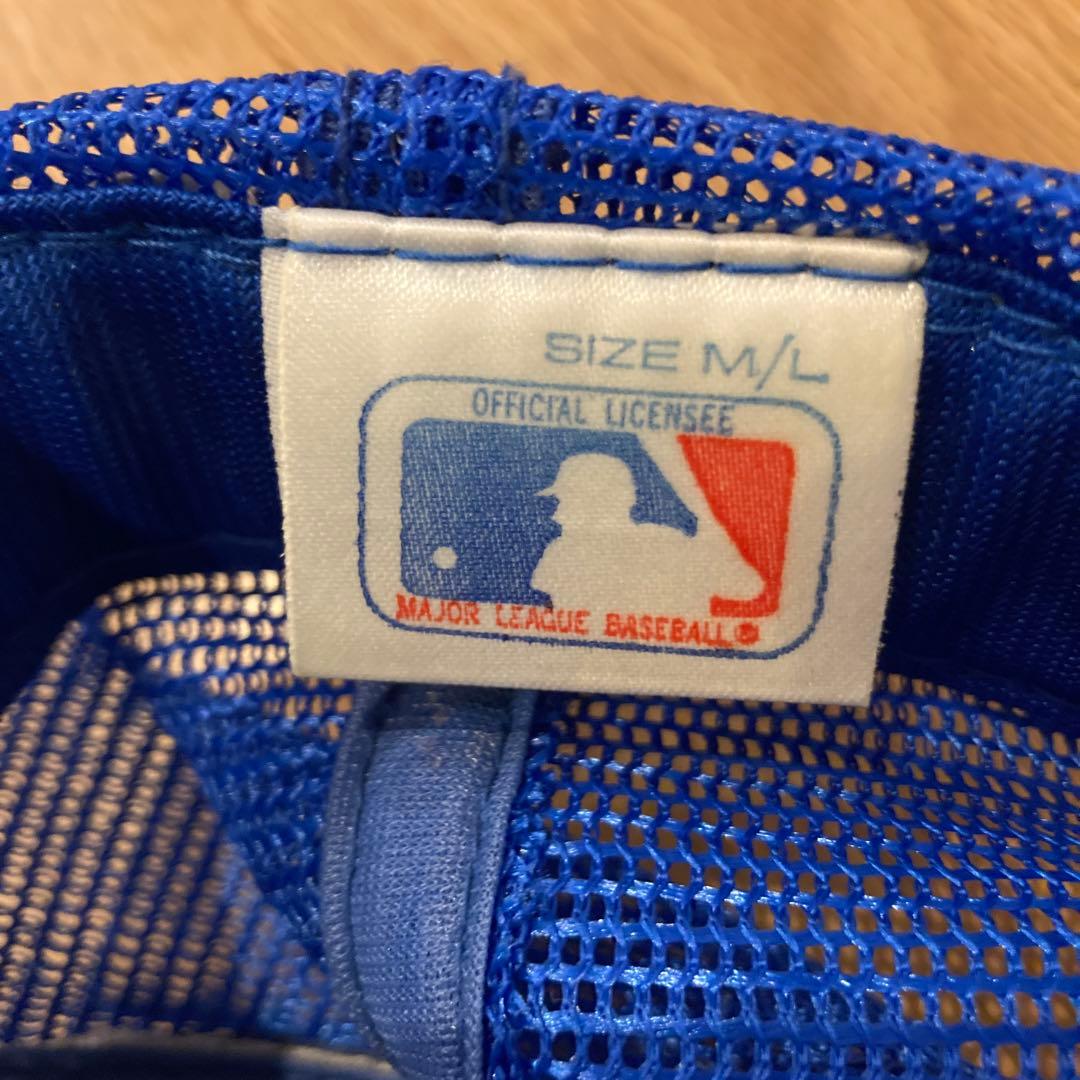 SIZE M/L
OFFICIAL LICENSEE
MAJOR LEAGUE BASEBALL®